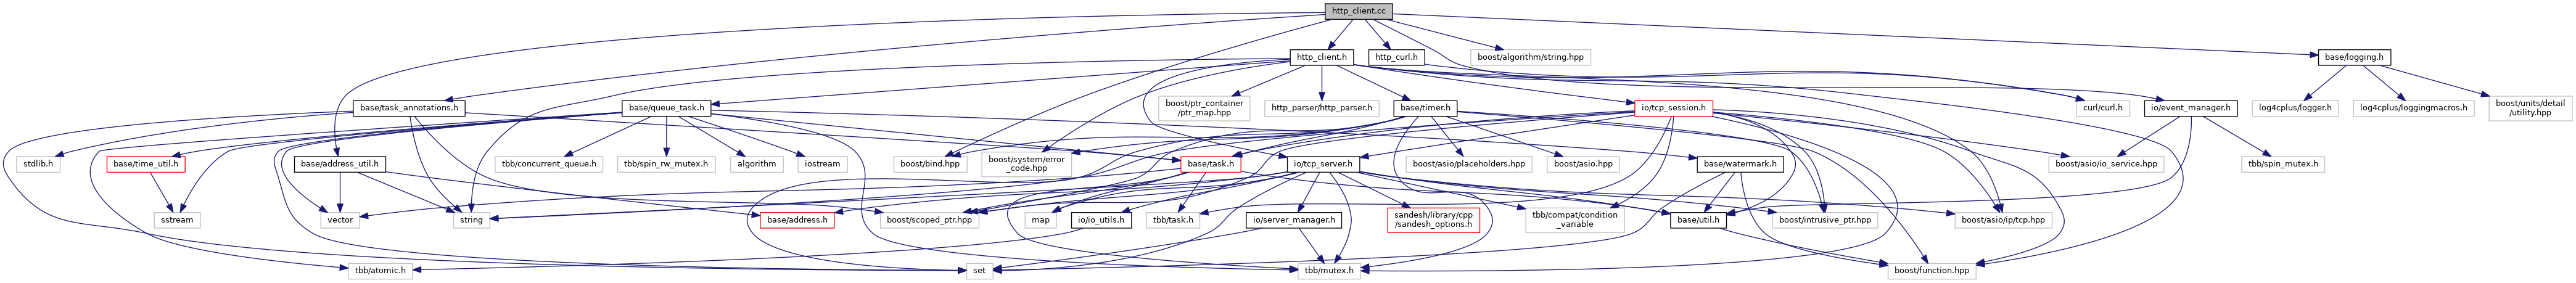 http_client.cc
http_client.h
http_curl.h
boost/algorithm/string.hpp
base/logging.h
base/task_annotations.h
base/queue_task.h
boost/ptr_container
/ptr_map.hpp
http_parser/http_parser.h
base/timer.h
io/tcp_session.h
curl/curl.h
io/event_manager.h
log4cplus/logger.h
log4cplus/loggingmacros.h
boost/units/detail
/utility.hpp
stdlib.h
base/time_util.h
base/address_util.h
tbb/concurrent_queue.h
tbb/spin_rw_mutex.h
algorithm
iostream
boost/bind.hpp
boost/system/error
_code.hpp
base/task.h
io/tcp_server.h
boost/asio/placeholders.hpp
boost/asio.hpp
base/watermark.h
boost/asio/io_service.hpp
tbb/spin_mutex.h
sstream
vector
string
base/address.h
boost/scoped_ptr.hpp
map
io/io_utils.h
tbb/task.h
io/server_manager.h
sandesh/library/cpp
/sandesh_options.h
tbb/compat/condition
_variable
base/util.h
boost/intrusive_ptr.hpp
boost/asio/ip/tcp.hpp
tbb/atomic.h
set
tbb/mutex.h
boost/function.hpp